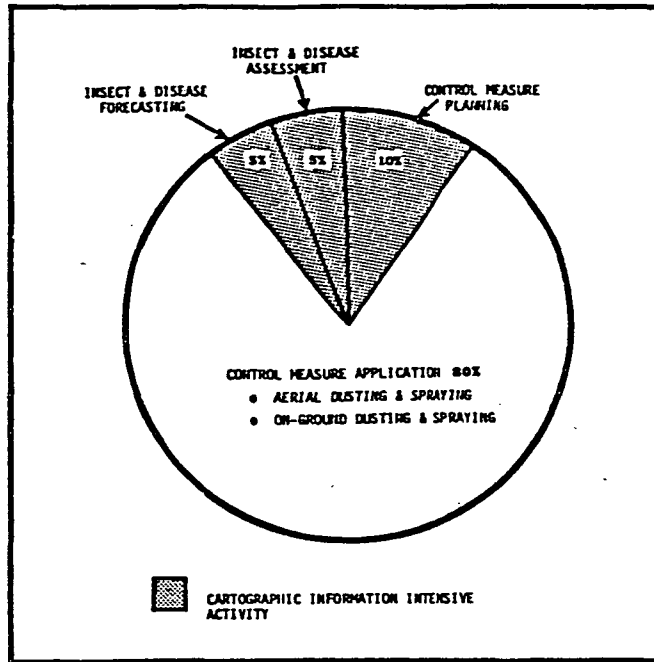 INSECT & DISEASE
ASSESSMENT
INSECT & DISEASE
FORECASTING
CONTROL MEASURE
PLANNING
5%
5%
10%
CONTROL MEASURE APPLICATION 80%
• AERIAL DUSTING & SPRAYING
• ON-GROUND DUSTING & SPRAYING
CARTOGRAPHIC INFORMATION INTENSIVE
ACTIVITY